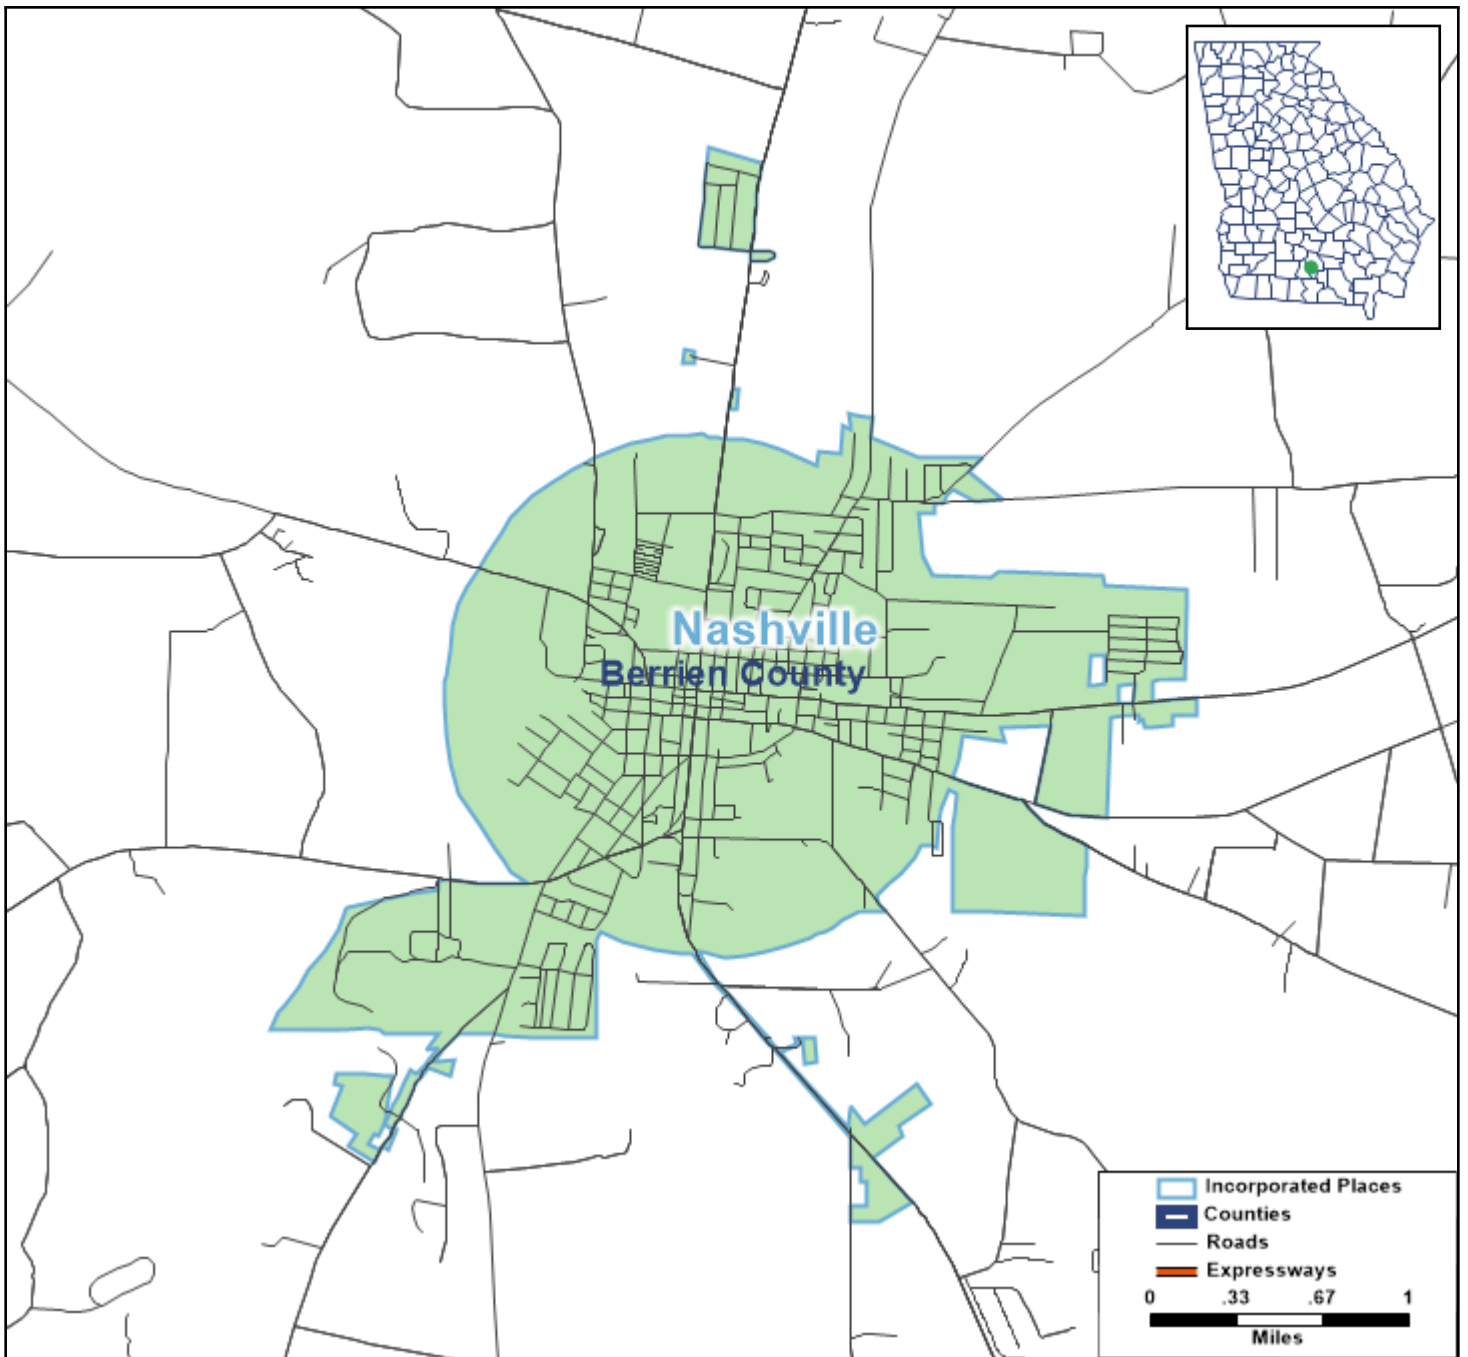 Nashville
Berrien County
Incorporated Places
Counties
Roads
Expressways
0 .33 .67 1
Miles